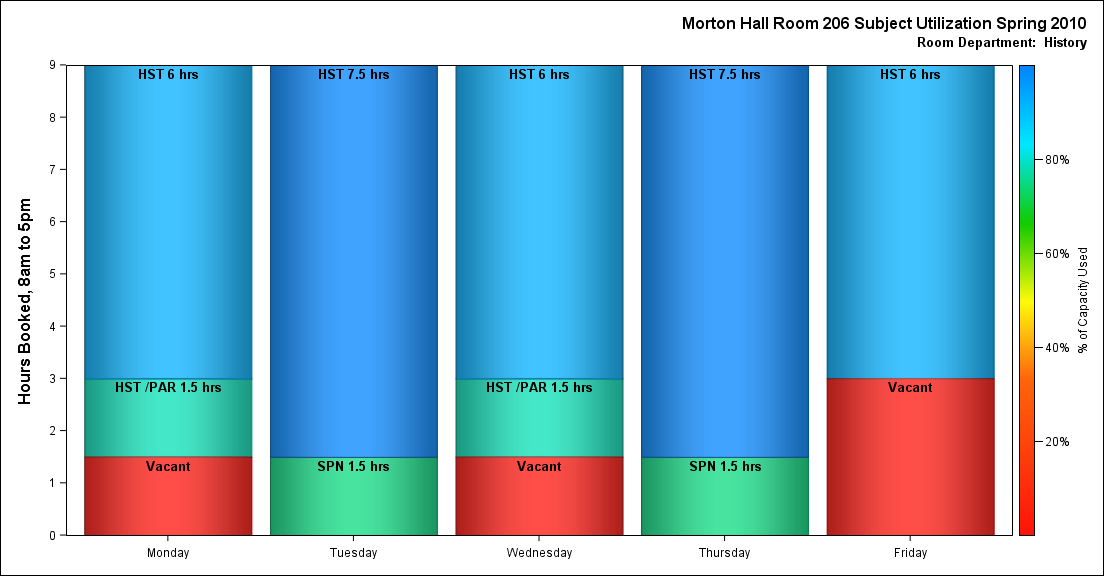 Morton Hall Room 206 Subject Utilization Spring 2010
Room Department:  History
Hours Booked, 8am to 5pm
9
8
7
6
5
4
3
2
1
0
HST 6 hrs
HST /PAR 1.5 hrs
Vacant
HST 7.5 hrs
SPN 1.5 hrs
HST 6 hrs
HST /PAR 1.5 hrs
Vacant
HST 7.5 hrs
SPN 1.5 hrs
HST 6 hrs
Vacant
Monday
Tuesday
Wednesday
Thursday
Friday
80%
60%
40%
20%
% of Capacity Used